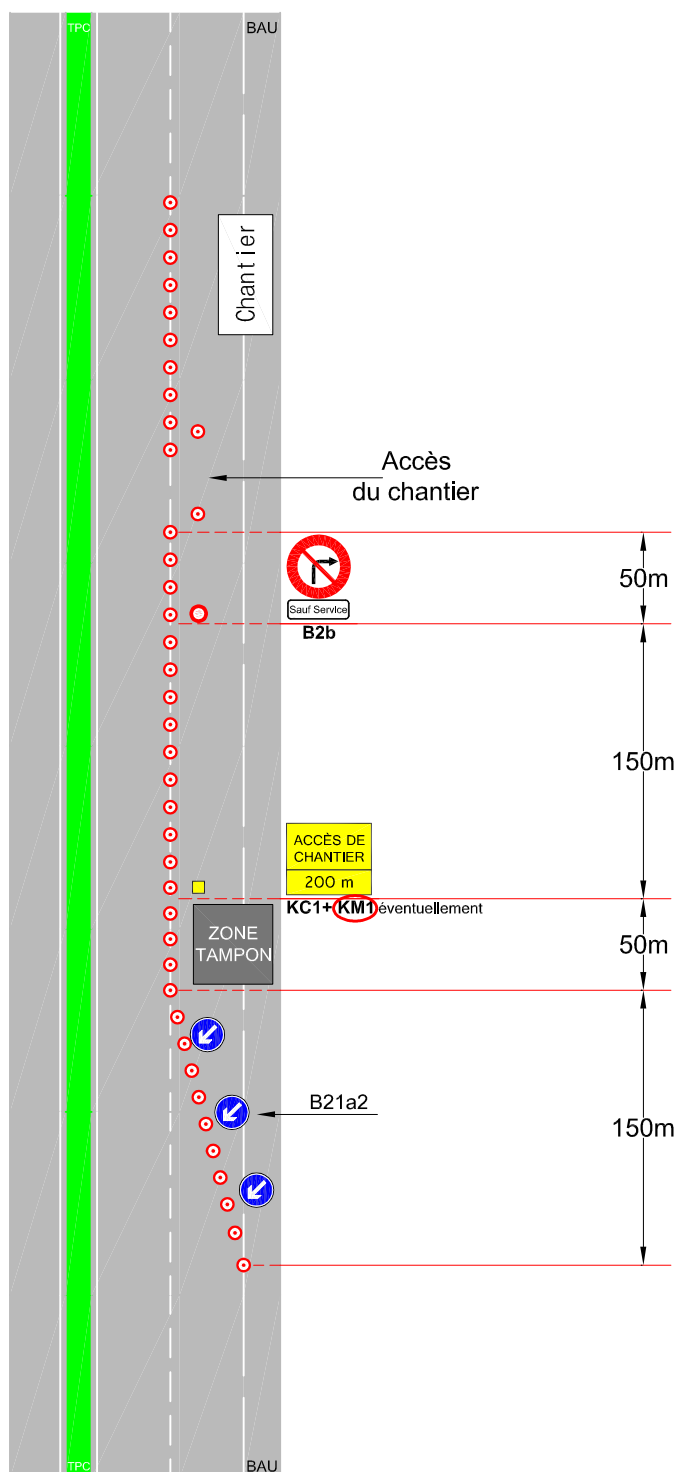 TPC
BAU
Chantier
Accès
du chantier
50m
Sauf Service
B2b
150m
ACCÈS DE
CHANTIER
200 m
KC1+ KM1 éventuellement
ZONE
TAMPON
50m
B21a2
150m
TPC
BAU